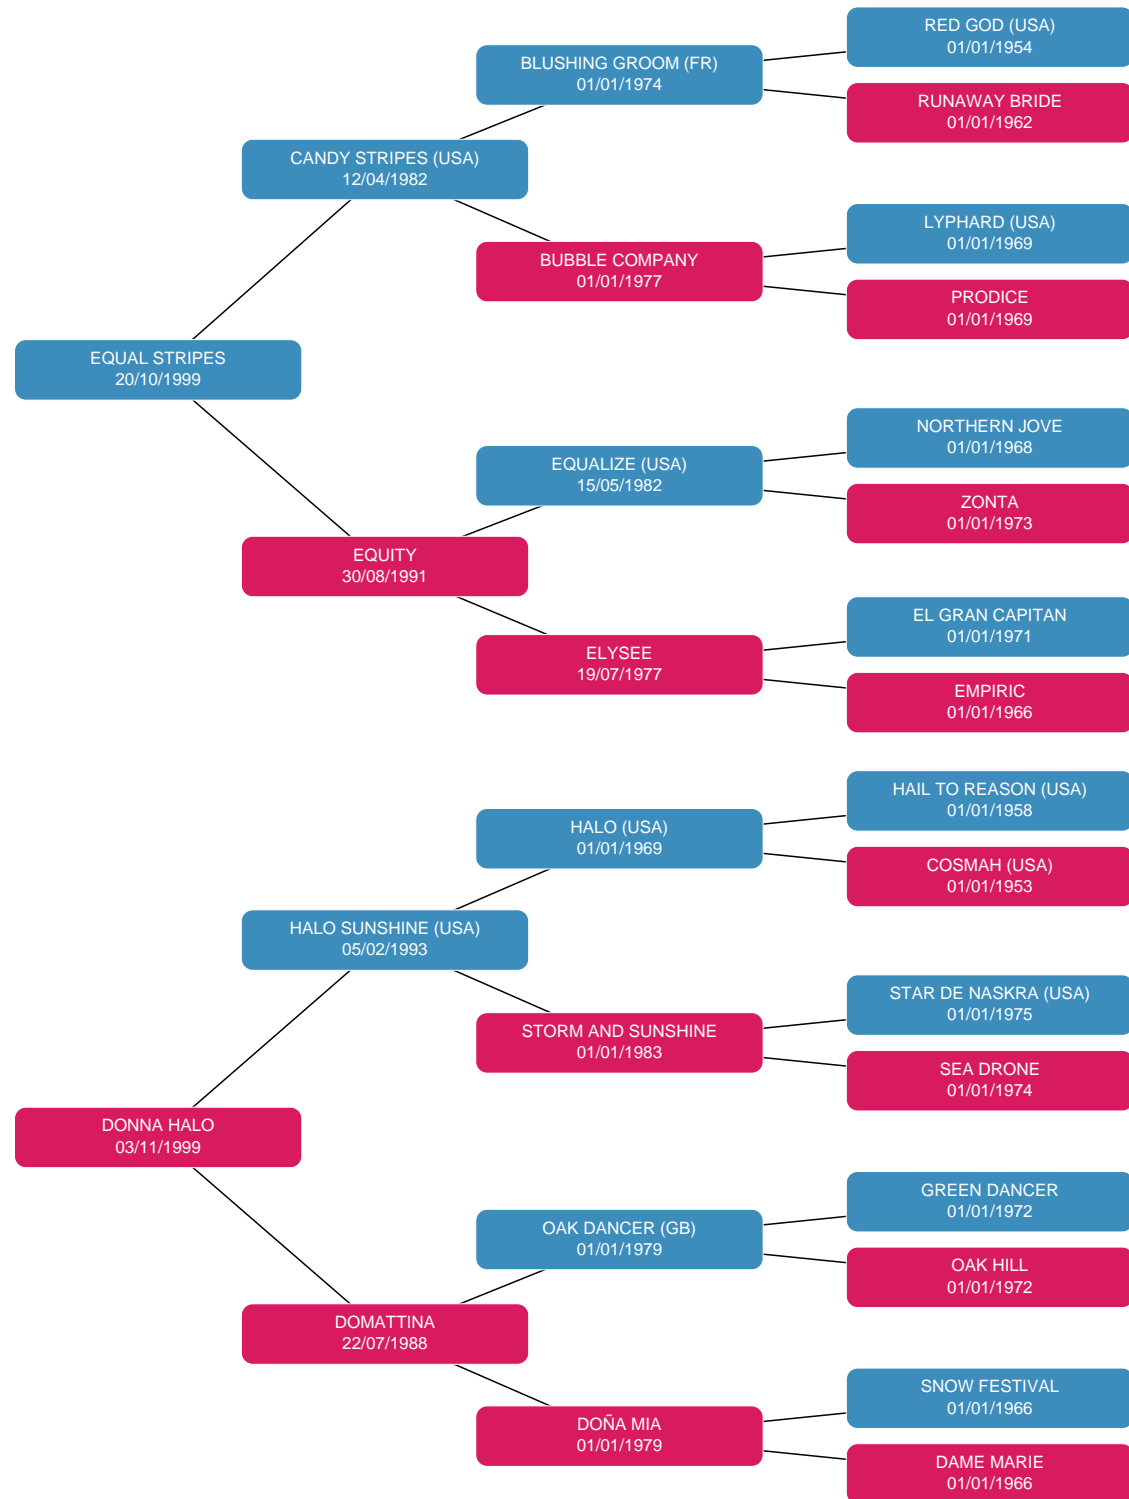 RED GOD (USA)
01/01/1954
BLUSHING GROOM (FR)
01/01/1974
RUNAWAY BRIDE
01/01/1962
CANDY STRIPES (USA)
12/04/1982
LYPHARD (USA)
01/01/1969
BUBBLE COMPANY
01/01/1977
PRODICE
01/01/1969
EQUAL STRIPES
20/10/1999
NORTHERN JOVE
01/01/1968
EQUALIZE (USA)
15/05/1982
ZONTA
01/01/1973
EQUITY
30/08/1991
EL GRAN CAPITAN
01/01/1971
ELYSEE
19/07/1977
EMPIRIC
01/01/1966
HAIL TO REASON (USA)
01/01/1958
HALO (USA)
01/01/1969
COSMAH (USA)
01/01/1953
HALO SUNSHINE (USA)
05/02/1993
STAR DE NASKRA (USA)
01/01/1975
STORM AND SUNSHINE
01/01/1983
SEA DRONE
01/01/1974
DONNA HALO
03/11/1999
GREEN DANCER
01/01/1972
OAK DANCER (GB)
01/01/1979
OAK HILL
01/01/1972
DOMATTINA
22/07/1988
SNOW FESTIVAL
01/01/1966
DOÑA MIA
01/01/1979
DAME MARIE
01/01/1966